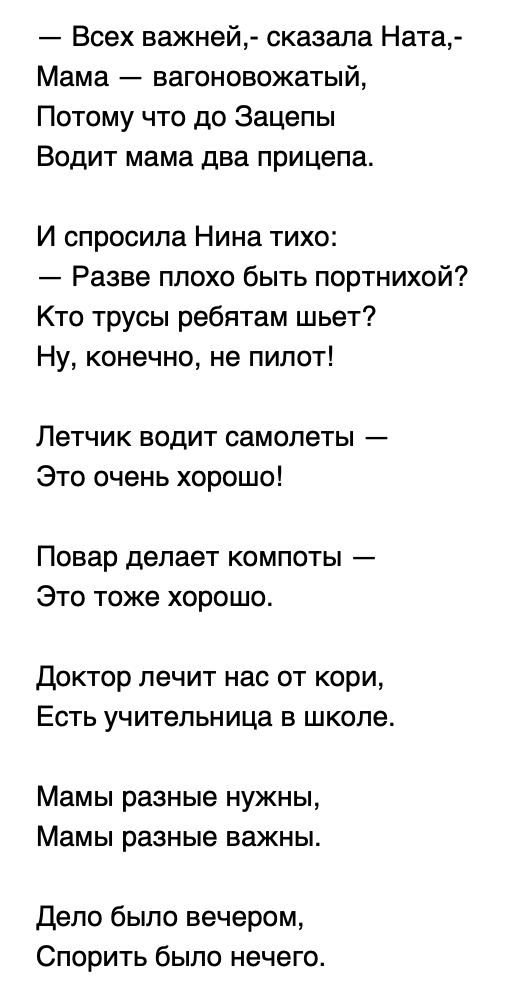 — Всех важней,- сказала Ната,-
Мама — вагоновожатый,
Потому что до Зацепы
Водит мама два прицепа.

И спросила Нина тихо:
— Разве плохо быть портнихой?
Кто трусы ребятам шьет?
Ну, конечно, не пилот!

Летчик водит самолеты —
Это очень хорошо!

Повар делает компоты —
Это тоже хорошо.

Доктор лечит нас от кори,
Есть учительница в школе.

Мамы разные нужны,
Мамы разные важны.

Дело было вечером,
Спорить было нечего.